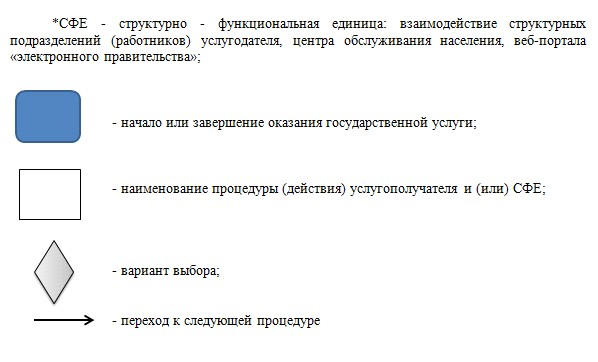 *СФЕ - структурно - функциональная единица: взаимодействие структурных
подразделений (работников) услугодателя, центра обслуживания населения, веб-портала
«электронного правительства»;
- начало или завершение оказания государственной услуги;
- наименование процедуры (действия) услугополучателя и (или) СФЕ;
- вариант выбора;
- переход к следующей процедуре